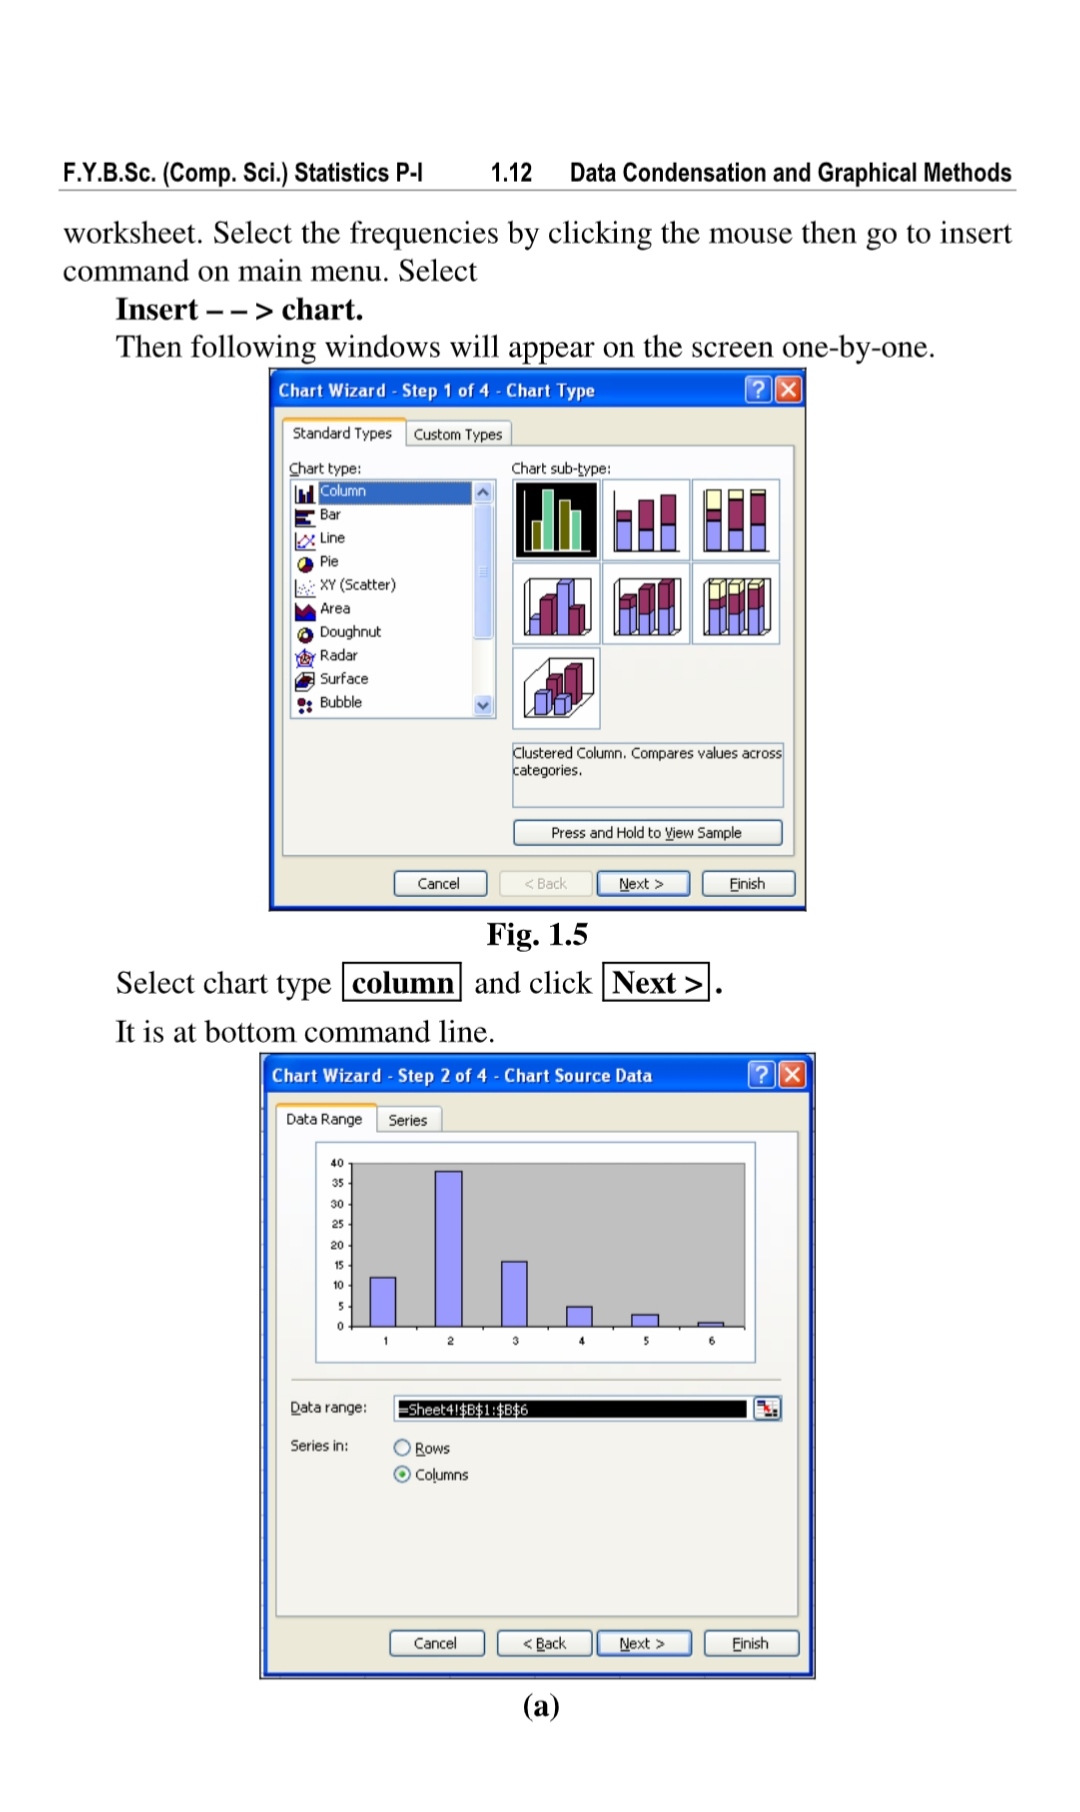 F.Y.B.Sc. (Comp. Sci.) Statistics P-I 1.12 Data Condensation and Graphical Methods
worksheet. Select the frequencies by clicking the mouse then go to insert
command on main menu. Select
Insert – – > chart.
Then following windows will appear on the screen one-by-one.
Chart Wizard - Step 1 of 4 - Chart Type
Standard Types Custom Types
Chart type: Chart sub-type:
Column
Bar
Line
Pie
XY (Scatter)
Area
Doughnut
Radar
Surface
Bubble
Clustered Column. Compares values across
categories.
Press and Hold to View Sample
Cancel < Back Next > Finish
Fig. 1.5
Select chart type column and click Next > .
It is at bottom command line.
Chart Wizard - Step 2 of 4 - Chart Source Data
Data Range Series
40
35
30
25
20
15
10
5
0
1 2 3 4 5 6
Data range: =Sheet4!$B$1:$B$6
Series in: Rows
Columns
Cancel < Back Next > Finish
(a)